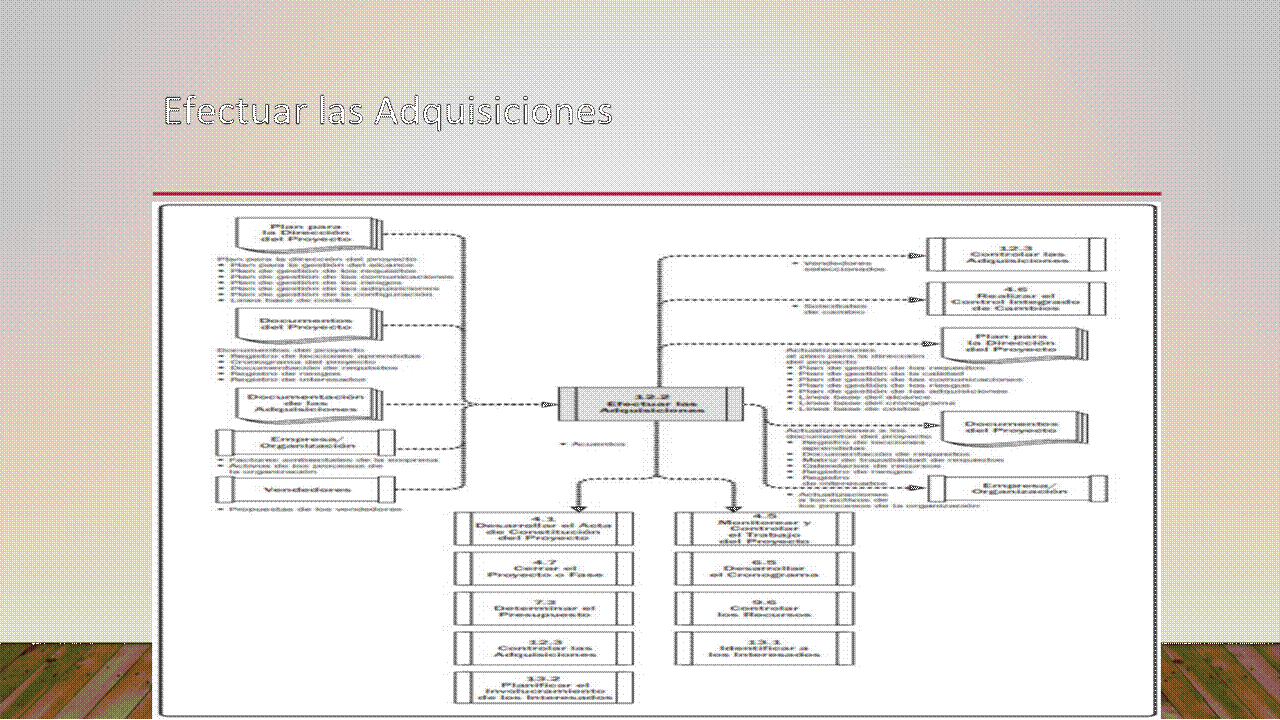 Efectuar las Adquisiciones
Plan para
la Dirección
del Proyecto
Plan para la dirección del proyecto
• Plan para la gestión del alcance
• Plan de gestión de los requisitos
• Plan de gestión de las comunicaciones
• Plan de gestión de los riesgos
• Plan de gestión de las adquisiciones
• Plan de gestión de la configuración
• Línea base de costos
Documentos
del Proyecto
Documentos del proyecto
• Registro de lecciones aprendidas
• Cronograma del proyecto
• Documentación de requisitos
• Registro de riesgos
• Registro de interesados
Documentación
de las
Adquisiciones
Empresa/
Organización
• Factores ambientales de la empresa
• Activos de los procesos de
la organización
Vendedores
• Propuestas de los vendedores
12.2
Efectuar las
Adquisiciones
• Acuerdos
• Vendedores
seleccionados
12.3
Controlar las
Adquisiciones
• Solicitudes
de cambio
4.6
Realizar el
Control Integrado
de Cambios
Plan para
la Dirección
del Proyecto
Actualizaciones
al plan para la dirección
del proyecto
• Plan de gestión de los requisitos
• Plan de gestión de la calidad
• Plan de gestión de las comunicaciones
• Plan de gestión de los riesgos
• Plan de gestión de las adquisiciones
• Línea base del alcance
• Línea base del cronograma
• Línea base de costos
Documentos
del Proyecto
Actualizaciones a los
documentos del proyecto
• Registro de lecciones
aprendidas
• Documentación de requisitos
• Matriz de trazabilidad de requisitos
• Calendarios de recursos
• Registro de riesgos
• Registro
de interesados
Empresa/
Organización
• Actualizaciones
a los activos de
los procesos de la organización
4.1
Desarrollar el Acta
de Constitución
del Proyecto
4.7
Cerrar el
Proyecto o Fase
7.3
Determinar el
Presupuesto
12.3
Controlar las
Adquisiciones
13.2
Planificar el
Involucramiento
de los Interesados
4.5
Monitorear y
Controlar
el Trabajo
del Proyecto
6.5
Desarrollar
el Cronograma
9.6
Controlar
los Recursos
13.1
Identificar a
los Interesados